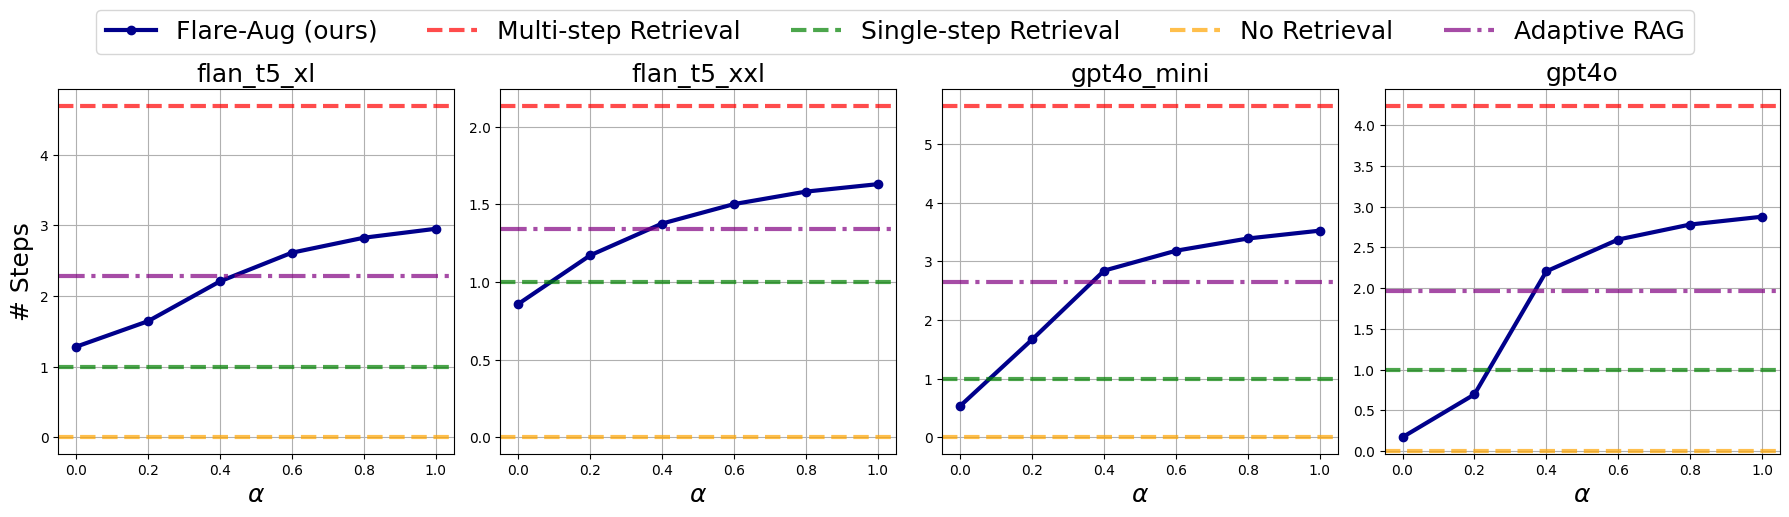 Flare-Aug (ours) Multi-step Retrieval Single-step Retrieval No Retrieval Adaptive RAG
flan_t5_xl
# Steps
4
3
2
1
0
0.0 0.2 0.4 0.6 0.8 1.0
α
flan_t5_xxl
2.0
1.5
1.0
0.5
0.0
0.0 0.2 0.4 0.6 0.8 1.0
α
gpt4o_mini
5
4
3
2
1
0
0.0 0.2 0.4 0.6 0.8 1.0
α
gpt4o
4.0
3.5
3.0
2.5
2.0
1.5
1.0
0.5
0.0
0.0 0.2 0.4 0.6 0.8 1.0
α